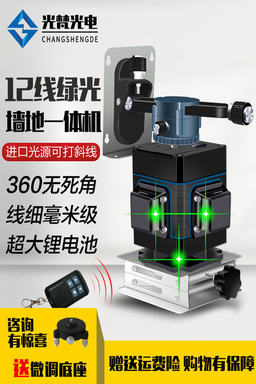 光梵光电
CHANGSHENGDE
12线绿光
墙地一体机
进口光源可打斜线
360无死角
线细毫米级
超大锂电池
咨询
有惊喜
送微调底座
赠送运费险 购物有保障